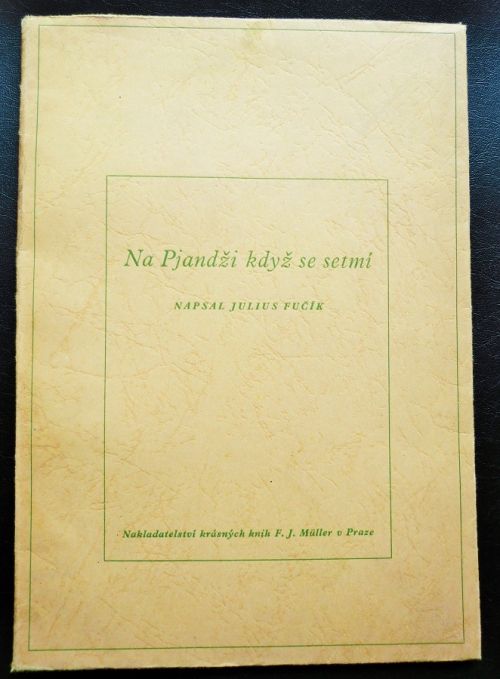 Na Pjandži když se setmí
NAPSAL JULIUS FUČÍK
Nakladatelství krásných knih F. J. Müller v Praze